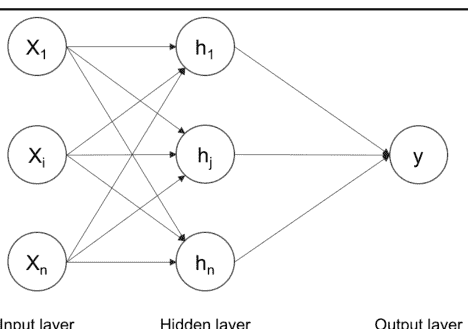 X1 h1
Xi hj y
Xn hn
Input layer Hidden layer Output layer